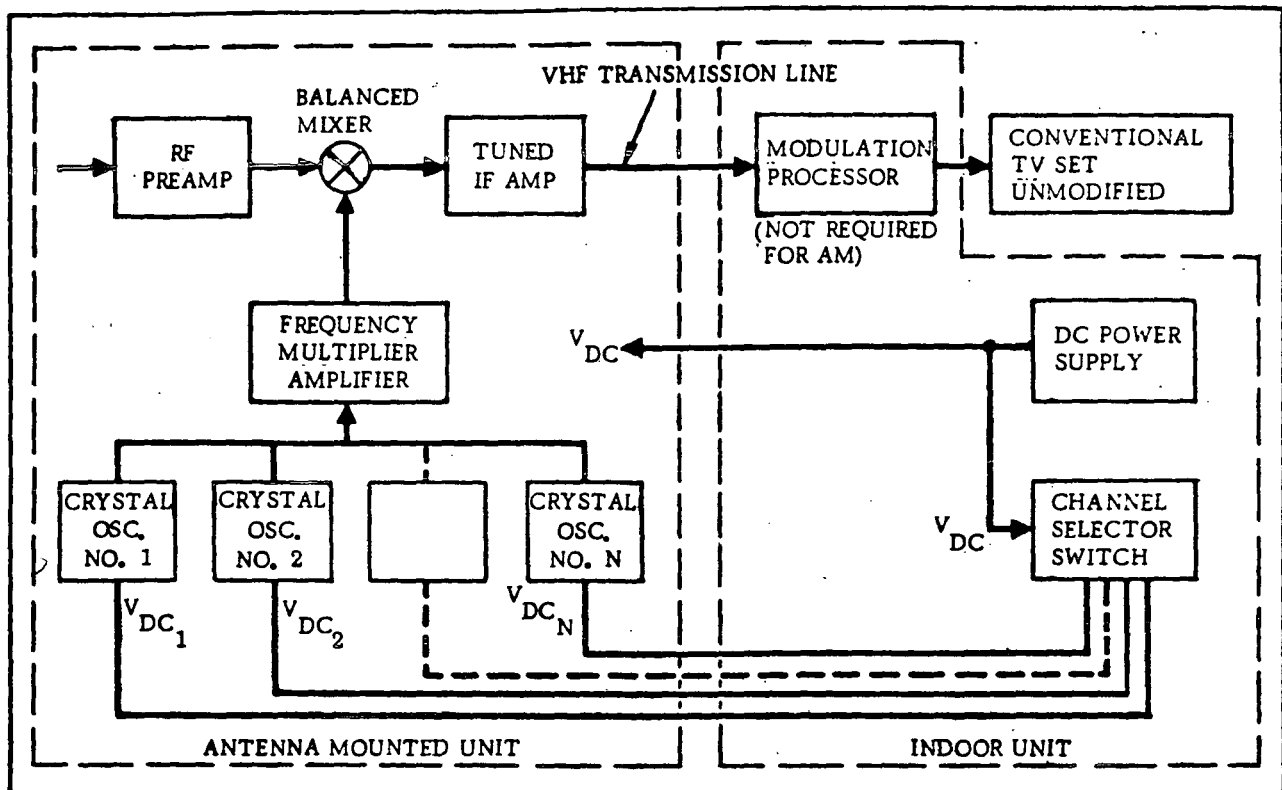 VHF TRANSMISSION LINE
BALANCED
MIXER
RF
PREAMP
TUNED
IF AMP
MODULATION
PROCESSOR
(NOT REQUIRED
FOR AM)
CONVENTIONAL
TV SET
UNMODIFIED
FREQUENCY
MULTIPLIER
AMPLIFIER
V DC
DC POWER
SUPPLY
CRYSTAL
OSC.
NO. 1
CRYSTAL
OSC.
NO. 2
CRYSTAL
OSC.
NO. N
V DC
CHANNEL
SELECTOR
SWITCH
V DC 1
V DC 2
V DC N
ANTENNA MOUNTED UNIT
INDOOR UNIT